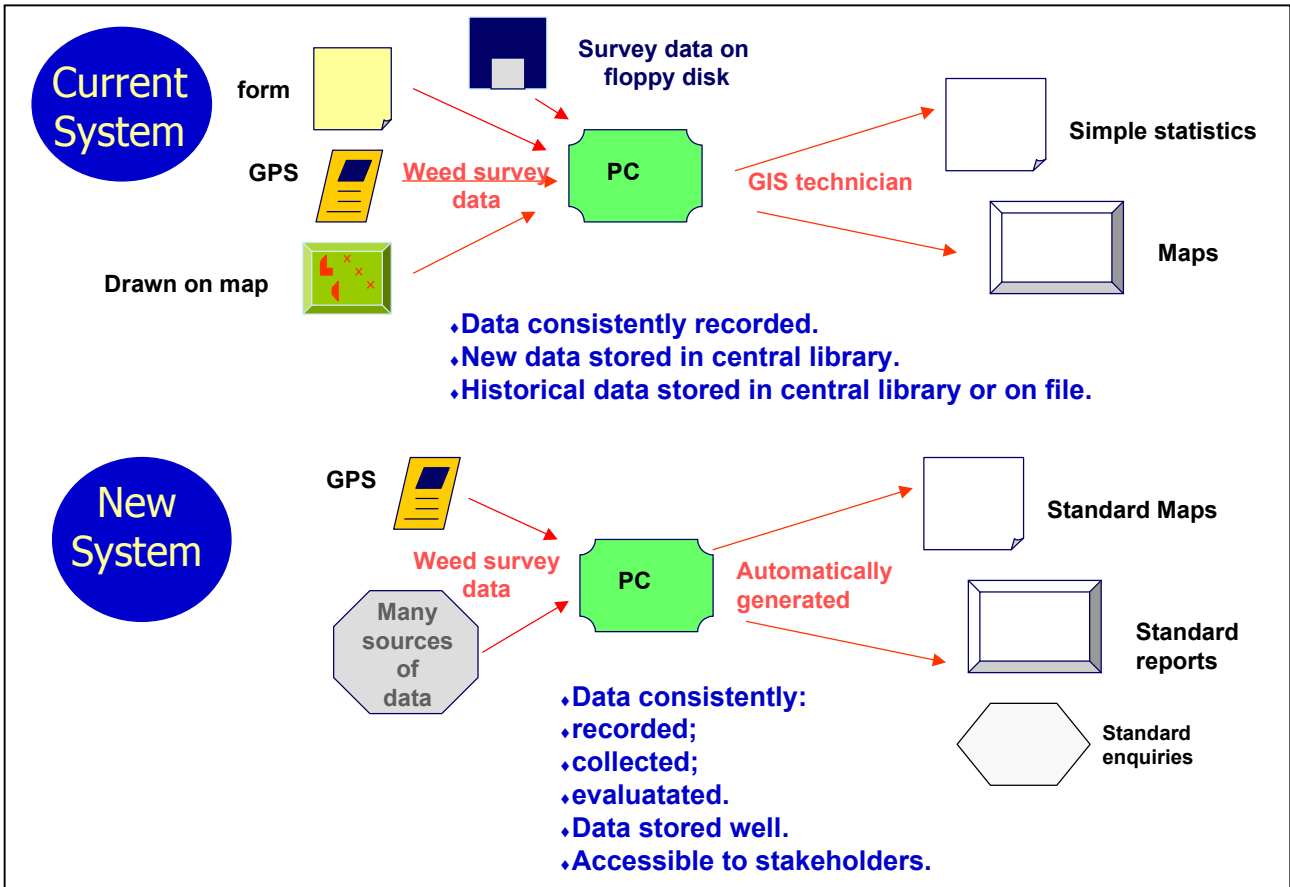 Current
System
form
Survey data on
floppy disk
GPS
Weed survey
data
PC
GIS technician
Simple statistics
Maps
Drawn on map
⬧Data consistently recorded.
⬧New data stored in central library.
⬧Historical data stored in central library or on file.
New
System
GPS
Weed survey
data
Many
sources
of
data
PC
Automatically
generated
Standard Maps
Standard
reports
Standard
enquiries
⬧Data consistently:
⬧recorded;
⬧collected;
⬧evaluatated.
⬧Data stored well.
⬧Accessible to stakeholders.